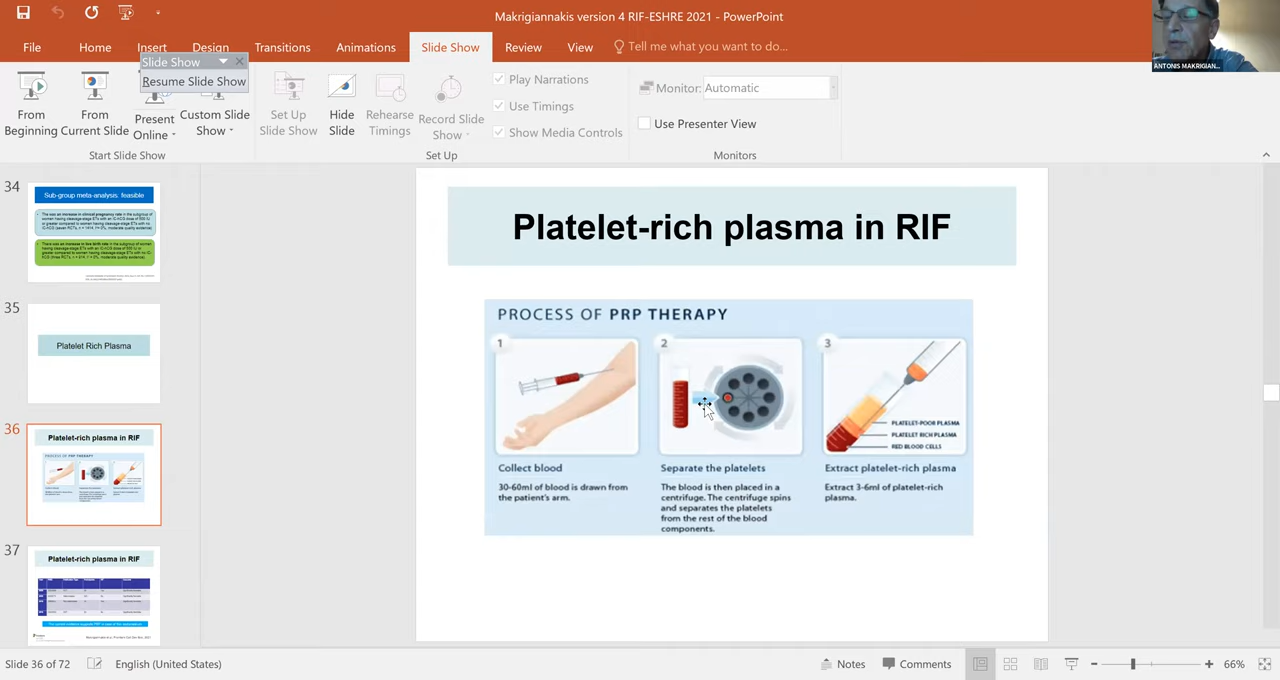 Makrigiannakis version 4 RIF-ESHRE 2021 - PowerPoint
ANTONIS MAKRIGIAN...
File Home Insert Design Transitions Animations Slide Show Review View Tell me what you want to do...
Slide Show
Resume Slide Show
From Beginning
From Current Slide
Present Online
Custom Slide Show
Set Up Slide Show
Hide Slide
Rehearse Timings
Record Slide Show
Play Narrations
Use Timings
Show Media Controls
Monitor: Automatic
Use Presenter View
Start Slide Show
Set Up
Monitors
34
Sub-group meta-analysis: feasible
35
Platelet Rich Plasma
36
Platelet-rich plasma in RIF
PROCESS OF PRP THERAPY
37
Platelet-rich plasma in RIF
Platelet-rich plasma in RIF
PROCESS OF PRP THERAPY
1
2
3
PLATELET-POOR PLASMA
PLATELET RICH PLASMA
RED BLOOD CELLS
Collect blood
30-60ml of blood is drawn from
the patient's arm.
Separate the platelets
The blood is then placed in a
centrifuge. The centrifuge spins
and separates the platelets
from the rest of the blood
components.
Extract platelet-rich plasma
Extract 3-6ml of platelet-rich
plasma.
Slide 36 of 72 English (United States) Notes Comments 66%